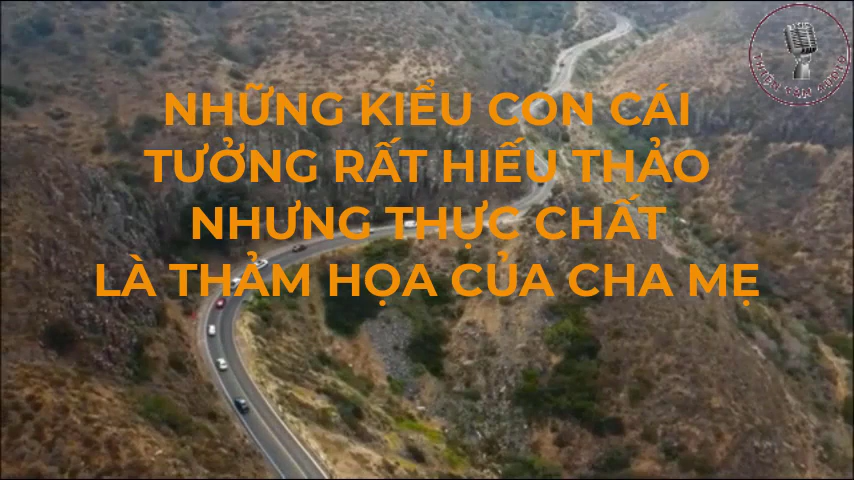 NHỮNG KIỂU CON CÁI
TƯỞNG RẤT HIẾU THẢO
NHƯNG THỰC CHẤT
LÀ THẢM HỌA CỦA CHA MẸ